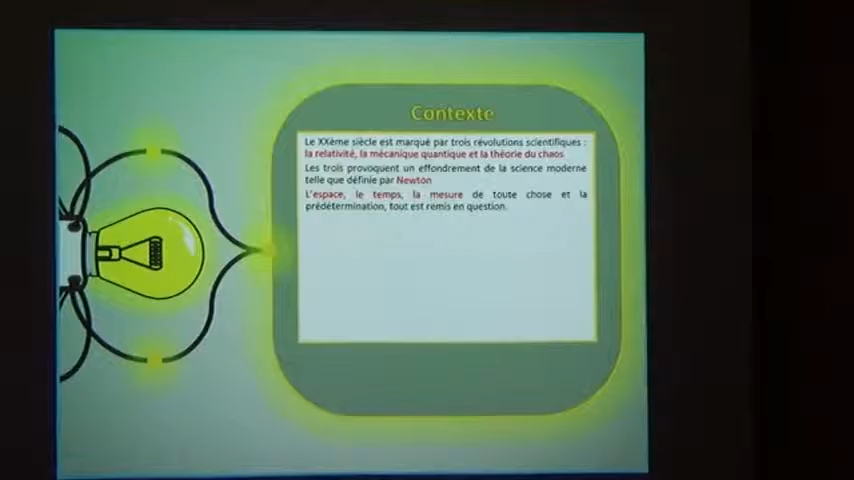 Contexte
Le XXème siècle est marqué par trois révolutions scientifiques :
la relativité, la mécanique quantique et la théorie du chaos
Les trois provoquent un effondrement de la science moderne
telle que définie par Newton
L'espace, le temps, la mesure de toute chose et la
prédétermination, tout est remis en question.